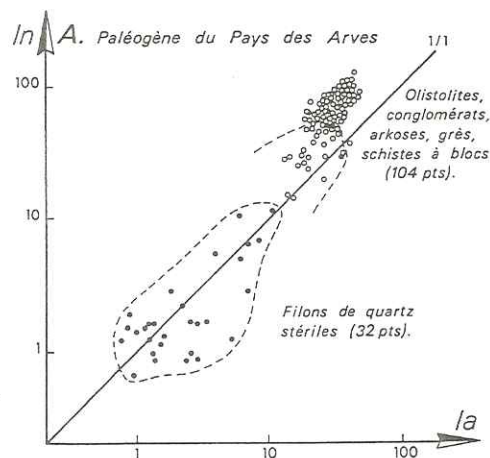 In A. Paléogène du Pays des Arves
1/1
100
Olistolites,
conglomérats,
arkoses, grès,
schistes à blocs
(104 pts).
10
Filons de quartz
stériles (32 pts).
1
Ia
1 10 100